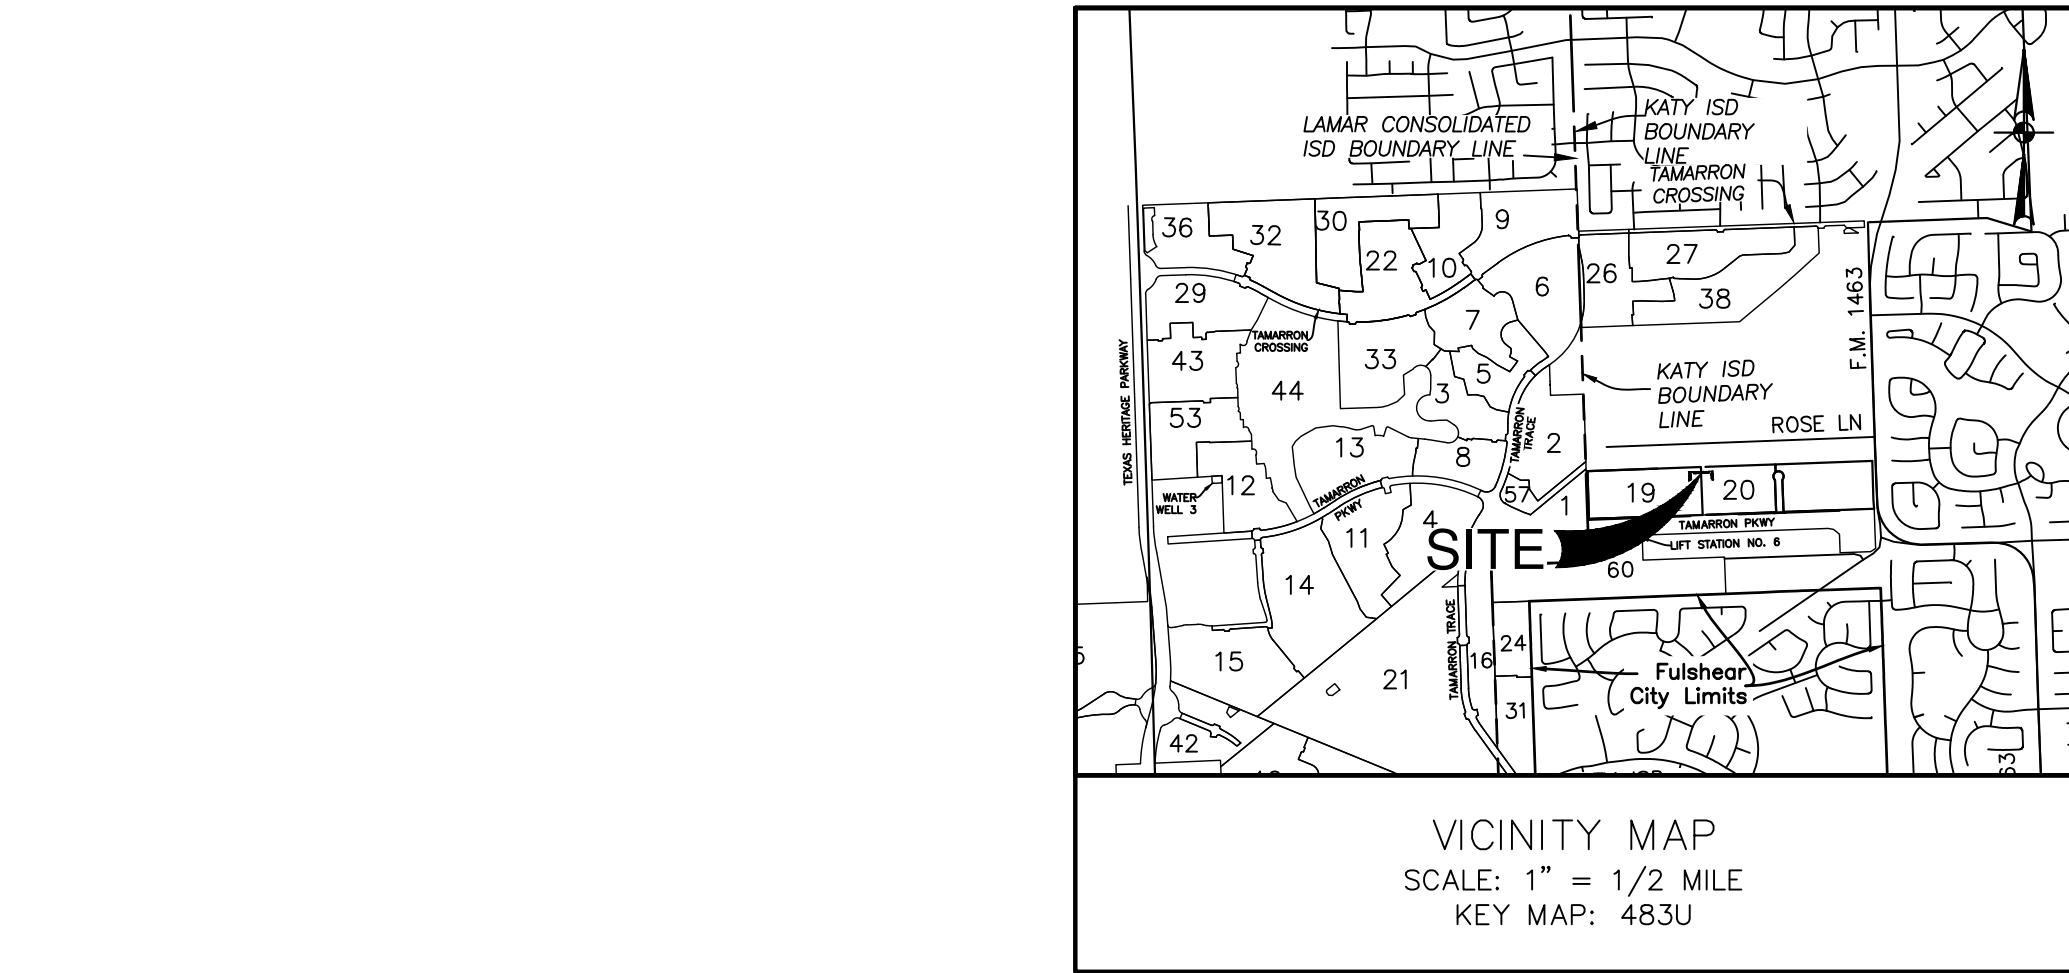 LAMAR CONSOLIDATED
ISD BOUNDARY LINE
KATY ISD
BOUNDARY
LINE
TAMARRON
CROSSING
36
32
30
22
10
9
6
26
27
38
F.M. 1463
29
TAMARRON
CROSSING
7
33
5
3
43
44
53
TEXAS HERITAGE PARKWAY
KATY ISD
BOUNDARY
LINE
ROSE LN
TAMARRON
TRACE
2
13
8
12
WATER
WELL 3
TAMARRON
PKWY
57
1
19
20
4
11
SITE
TAMARRON PKWY
LIFT STATION NO. 6
60
14
15
TAMARRON TRACE
16
24
21
31
Fulshear
City Limits
42
VICINITY MAP
SCALE: 1" = 1/2 MILE
KEY MAP: 483U